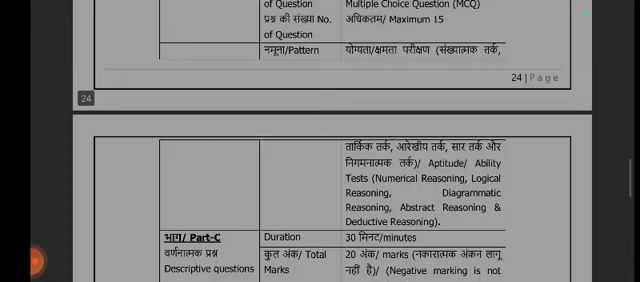 of Question
Multiple Choice Question (MCQ)
प्रश्न की संख्या No.
of Question
अधिकतम/ Maximum 15
नमूना/Pattern
योग्यता/क्षमता परीक्षण (संख्यात्मक तर्क,
24 | Page
24
तार्किक तर्क, आरेखीय तर्क, सार तर्क और
निगमनात्मक तर्क)/ Aptitude/ Ability
Tests (Numerical Reasoning, Logical
Reasoning, Diagrammatic
Reasoning, Abstract Reasoning &
Deductive Reasoning).
भाग/ Part-C
वर्णनात्मक प्रश्न
Descriptive questions
Duration
30 मिनट/minutes
कुल अंक/ Total
Marks
20 अंक/ marks (नकारात्मक अंकन लागू
नहीं है)/ (Negative marking is not